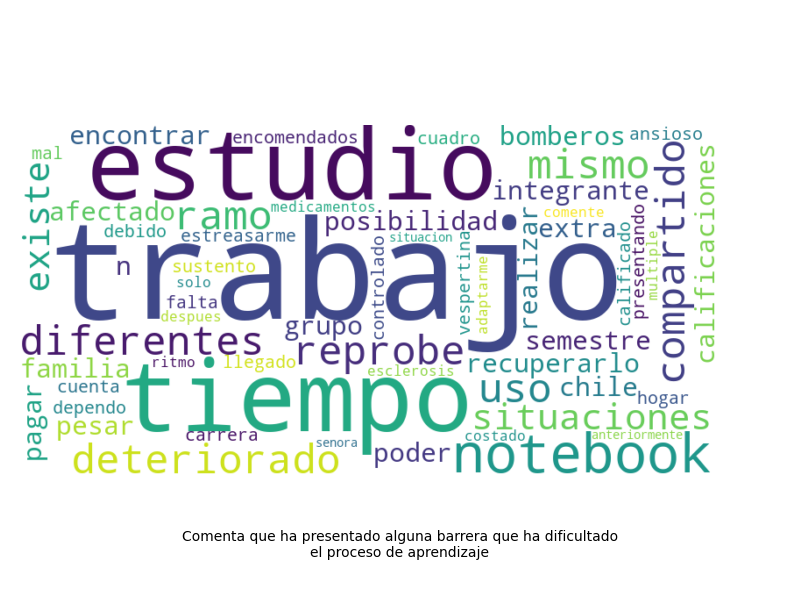 encontrar encomendados cuadro bomberos ansioso
mal estudio mismo
existe integrante compartido calificaciones
afectado ramo medicamentos posibilidad comente
debido estreasarme situacion extra
trabajo
n sustento controlado vespertina adaptarme realizar calificado presentando multiple
solo
falta
despues grupo
diferentes reprobe semestre
familia ritmo llegado esclerosis recuperarlo
cuenta tiempo uso chile hogar
pagar dependo situaciones
pesar carrera senora costado anteriormente
deteriorado poder notebook
Comenta que ha presentado alguna barrera que ha dificultado
el proceso de aprendizaje